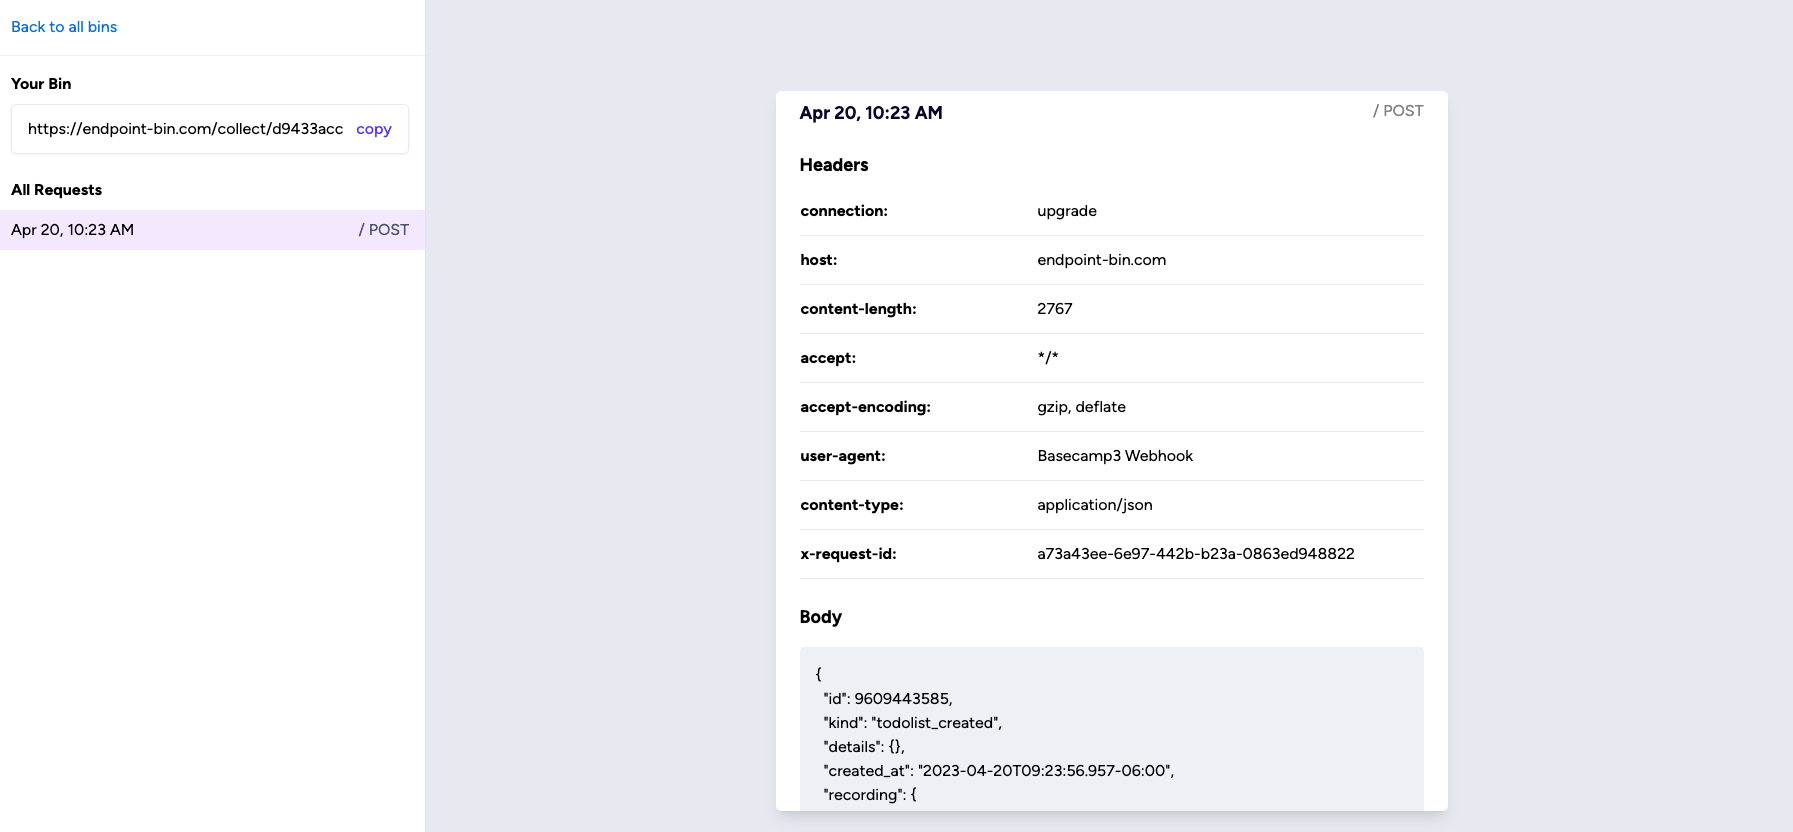 Back to all bins
Your Bin
https://endpoint-bin.com/collect/d9433acc copy
All Requests
Apr 20, 10:23 AM / POST
Apr 20, 10:23 AM / POST
Headers
connection: upgrade
host: endpoint-bin.com
content-length: 2767
accept: */*
accept-encoding: gzip, deflate
user-agent: Basecamp3 Webhook
content-type: application/json
x-request-id: a73a43ee-6e97-442b-b23a-0863ed948822
Body
{
"id": 9609443585,
"kind": "todolist_created",
"details": {},
"created_at": "2023-04-20T09:23:56.957-06:00",
"recording": {